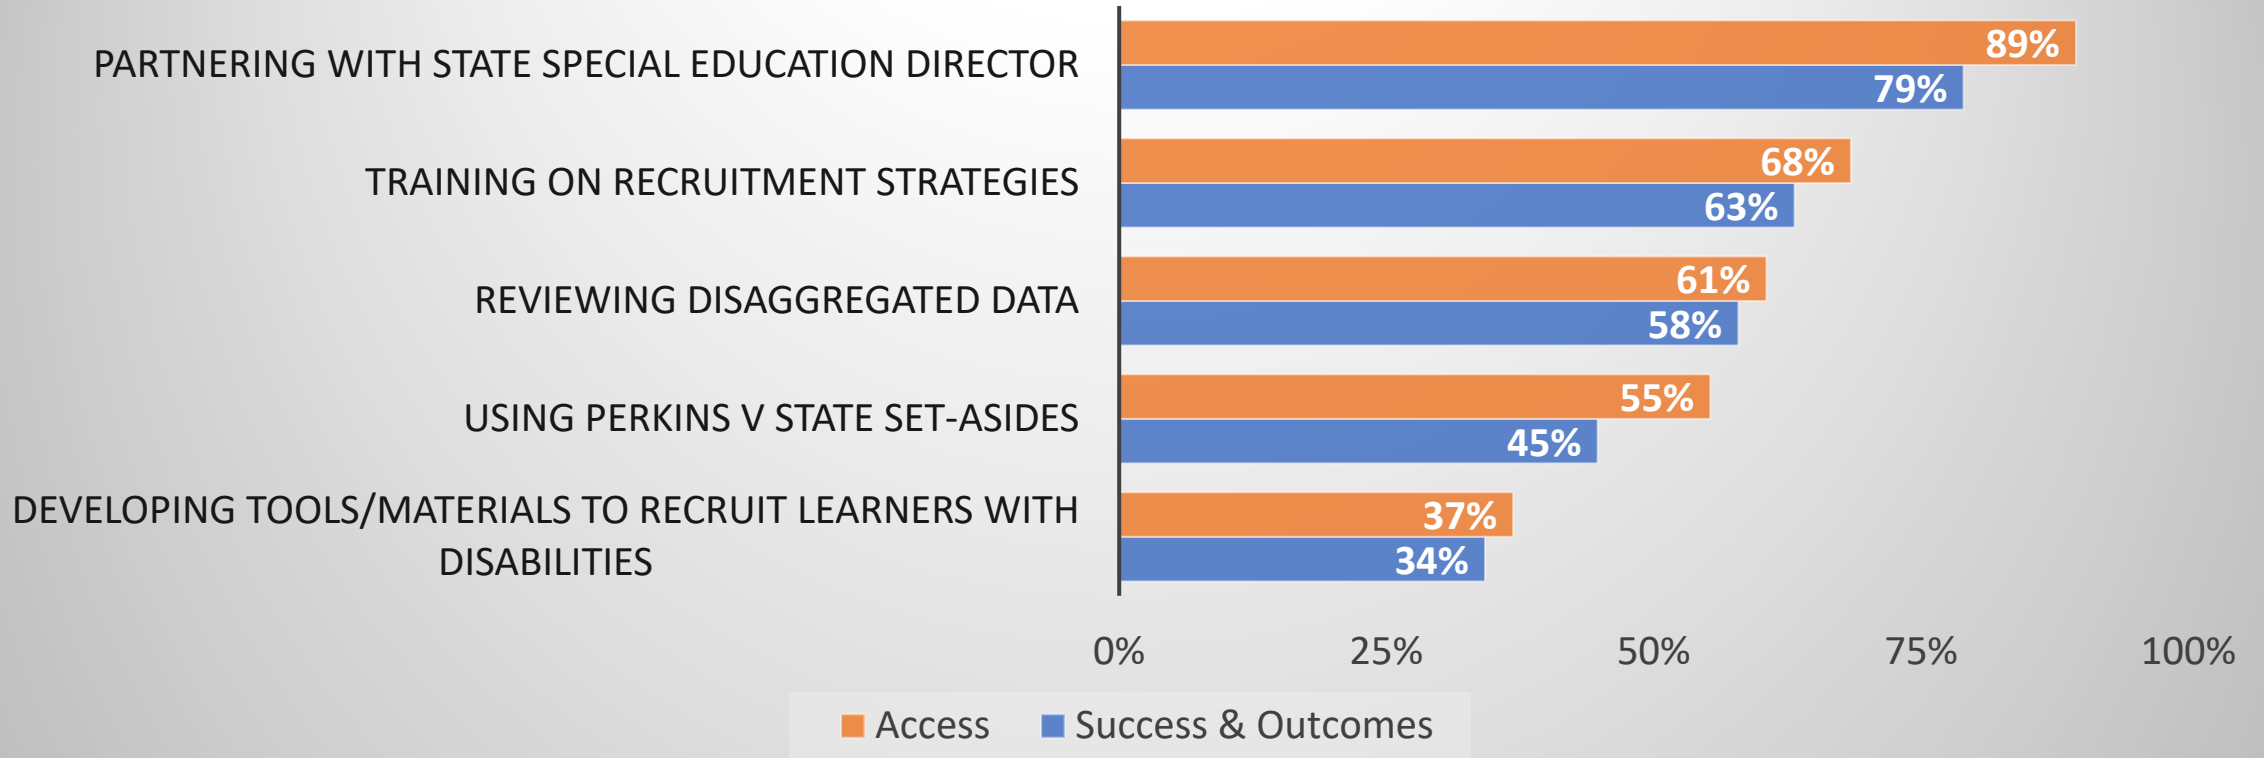 PARTNERING WITH STATE SPECIAL EDUCATION DIRECTOR
89%
79%
TRAINING ON RECRUITMENT STRATEGIES
68%
63%
REVIEWING DISAGGREGATED DATA
61%
58%
USING PERKINS V STATE SET-ASIDES
55%
45%
DEVELOPING TOOLS/MATERIALS TO RECRUIT LEARNERS WITH
DISABILITIES
37%
34%
0% 25% 50% 75% 100%
Access Success & Outcomes